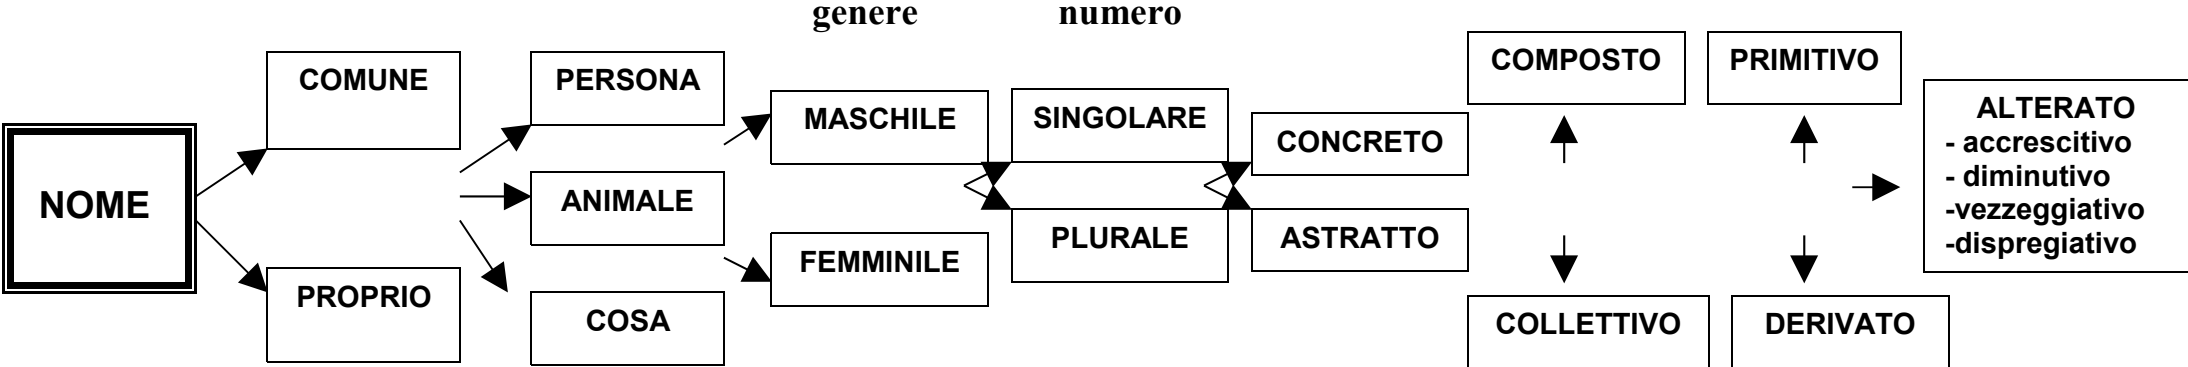 genere numero
NOME
COMUNE
PROPRIO
PERSONA
ANIMALE
COSA
MASCHILE
FEMMINILE
SINGOLARE
PLURALE
CONCRETO
ASTRATTO
COMPOSTO
COLLETTIVO
PRIMITIVO
DERIVATO
ALTERATO
- accrescitivo
- diminutivo
-vezzeggiativo
-dispregiativo